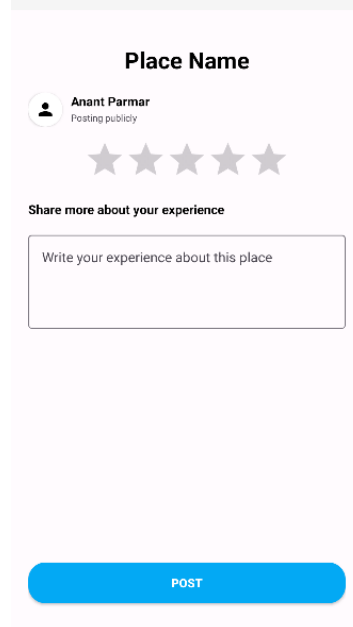 Place Name
Anant Parmar
Posting publicly
Share more about your experience
Write your experience about this place
POST